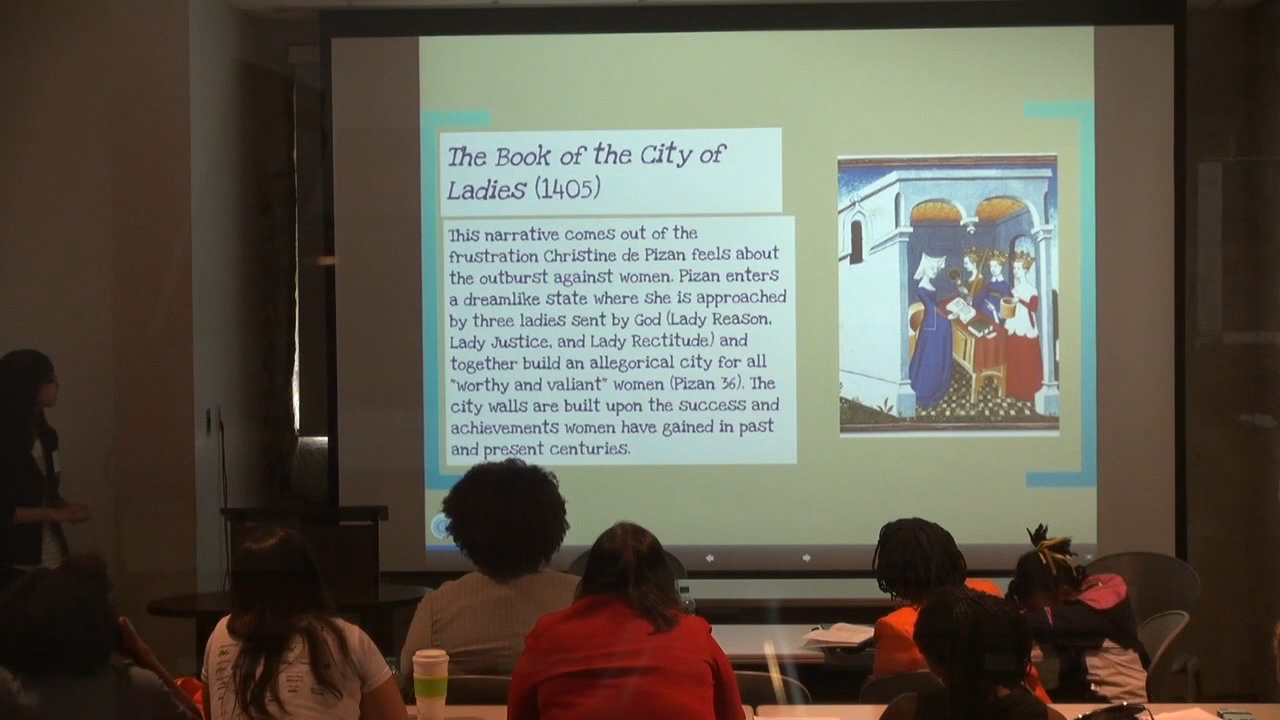 The Book of the City of
Ladies (1405)
This narrative comes out of the
frustration Christine de Pizan feels about
the outburst against women. Pizan enters
a dreamlike state where she is approached
by three ladies sent by God (Lady Reason,
Lady Justice, and Lady Rectitude) and
together build an allegorical city for all
"worthy and valiant" women (Pizan 36). The
city walls are built upon the success and
achievements women have gained in past
and present centuries.